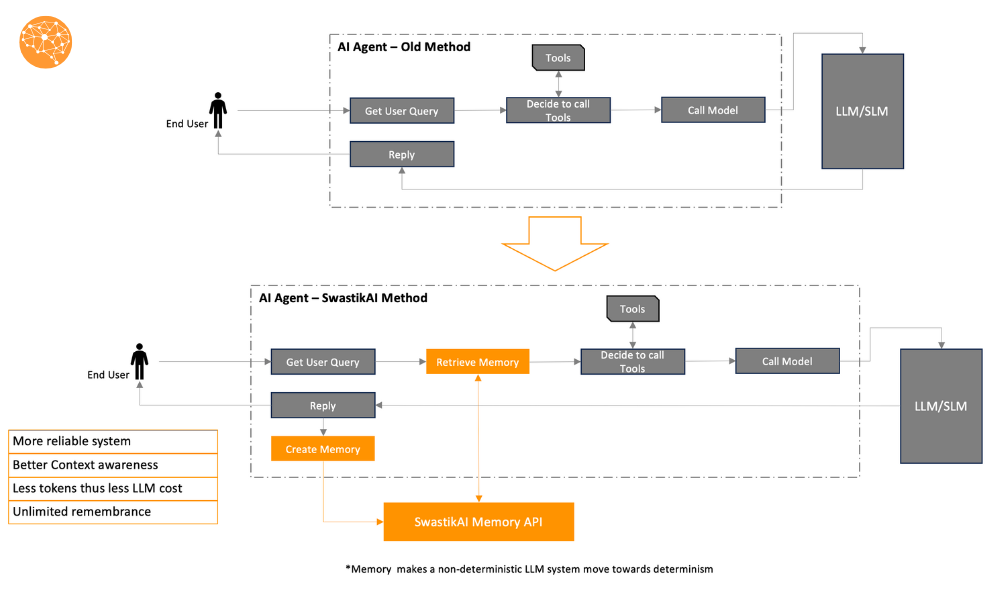 AI Agent – Old Method
Tools
Get User Query
Decide to call
Tools
Call Model
LLM/SLM
End User
Reply
AI Agent – SwastikAI Method
Tools
Get User Query
Retrieve Memory
Decide to call
Tools
Call Model
End User
Reply
LLM/SLM
Create Memory
More reliable system
Better Context awareness
Less tokens thus less LLM cost
Unlimited remembrance
SwastikAI Memory API
*Memory makes a non-deterministic LLM system move towards determinism